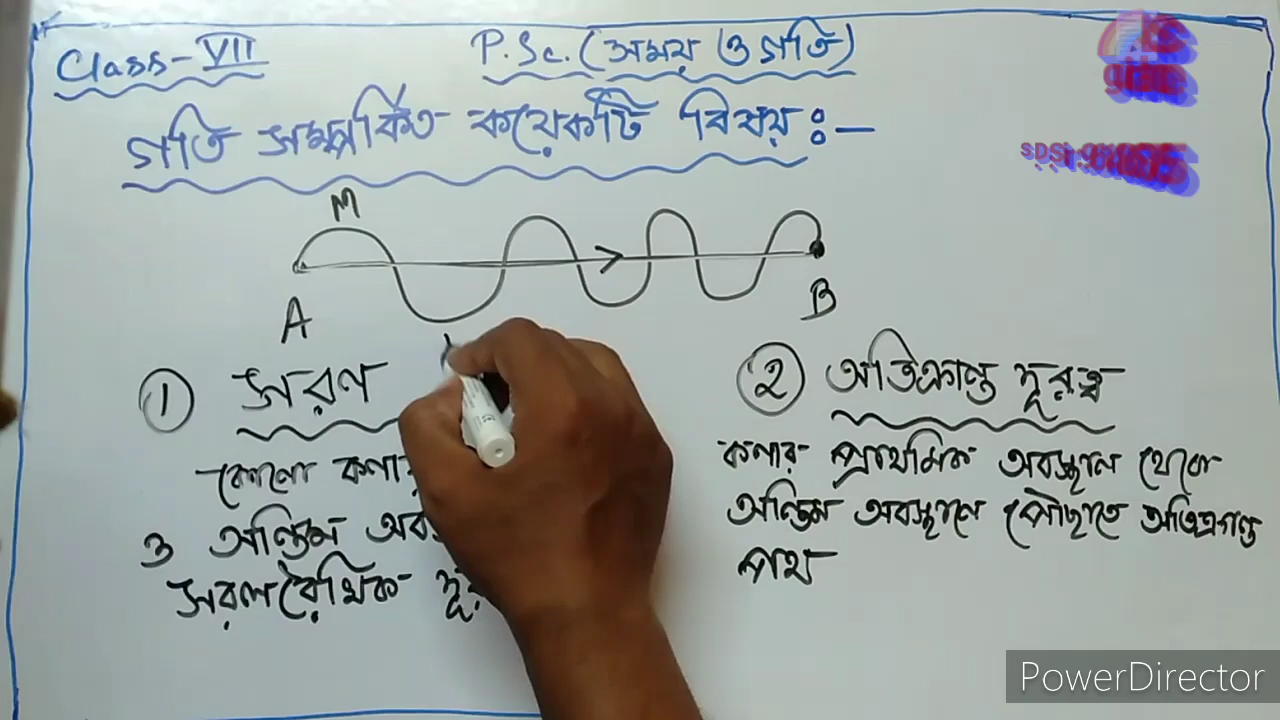 Class- VII
P.Sc. (সময় ও গতি)
গতি সম্পর্কিত কয়েকটি বিষয় :-
M
A
B
① সরণ
② অতিক্রান্ত দূরত্ব
কোনো কণার
ও অন্তিম
সরলরৈখিক
কণার প্রাথমিক অবস্থান থেকে
অন্তিম অবস্থানে পৌঁছাতে অতিক্রান্ত
পথ
PowerDirector